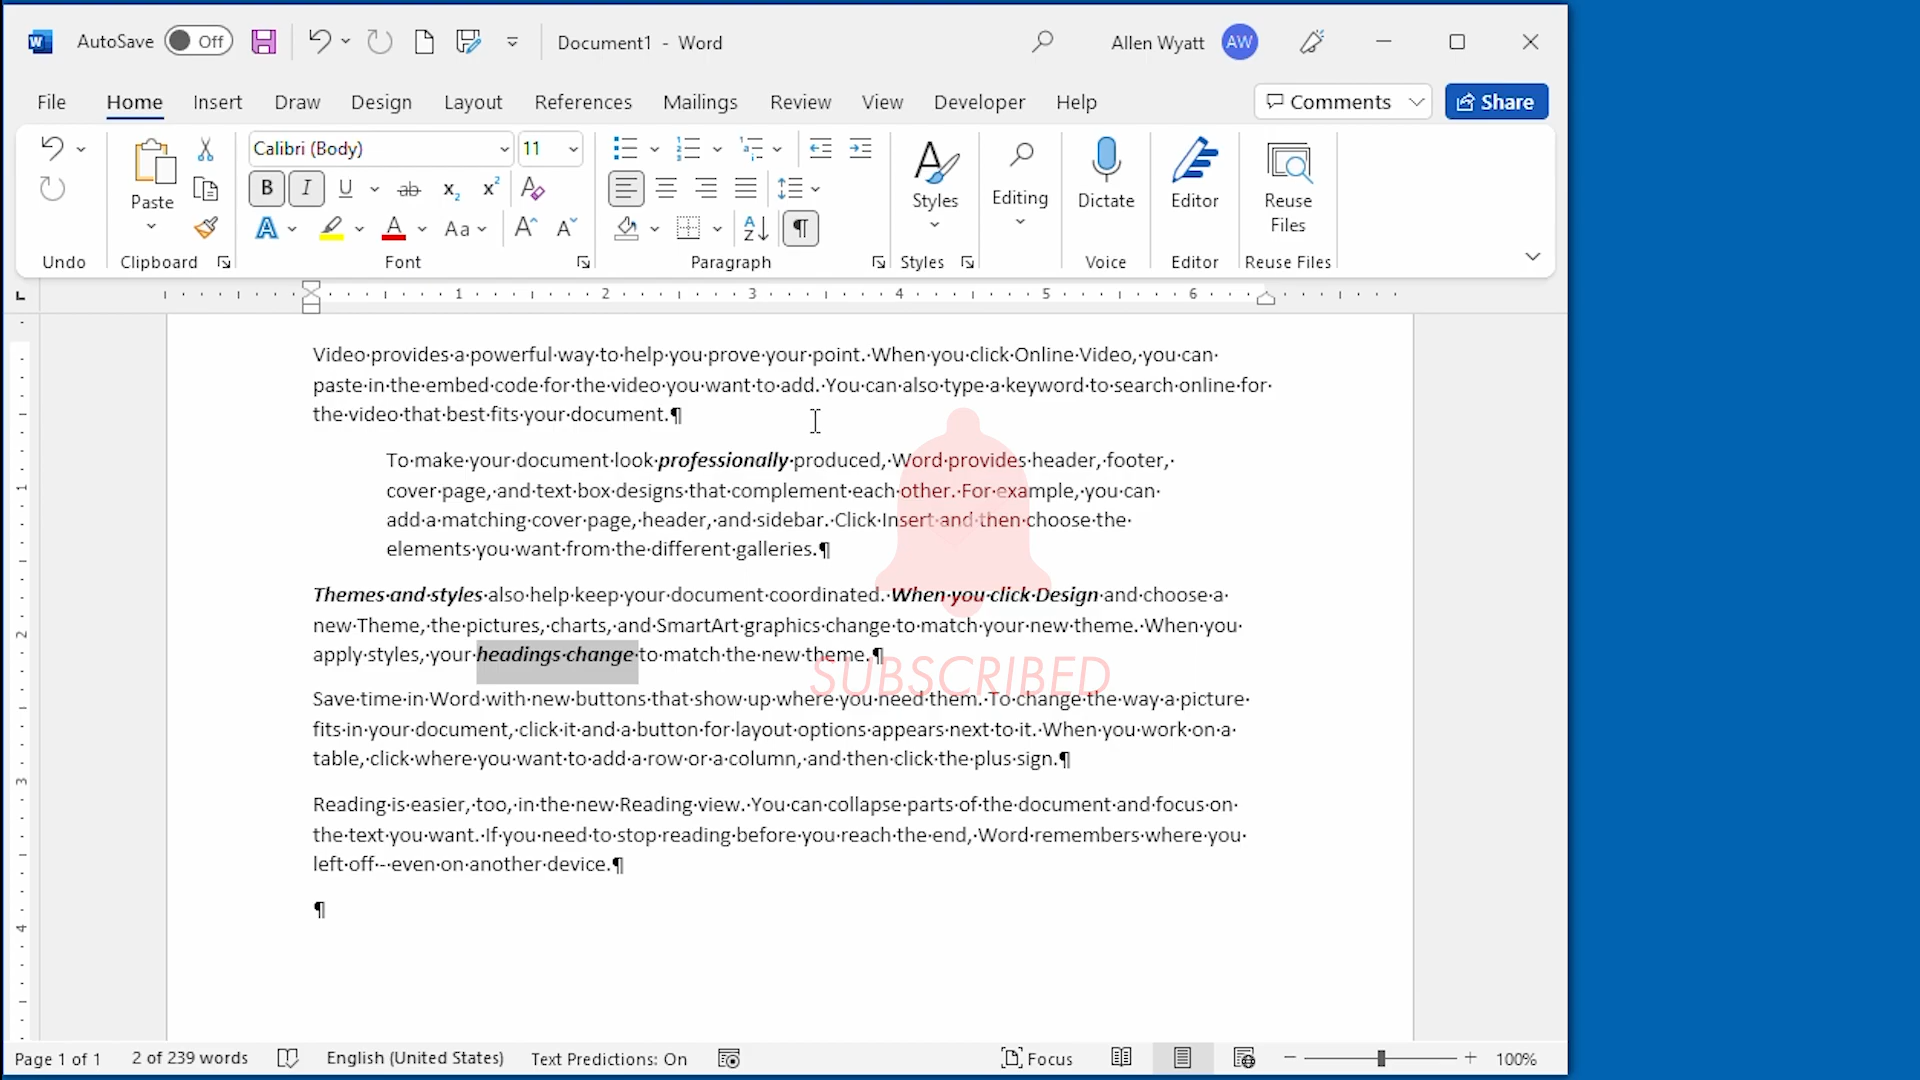 AutoSave Off Document1 - Word Allen Wyatt AW
File Home Insert Draw Design Layout References Mailings Review View Developer Help Comments Share
Calibri (Body) 11
Paste Styles Editing Dictate Editor Reuse Files
Undo Clipboard Font Paragraph Styles Voice Editor Reuse Files
1 2 3 4 5 6
Video·provides·a·powerful·way·to·help·you·prove·your·point.·When·you·click·Online·Video,·you·can·
paste·in·the·embed·code·for·the·video·you·want·to·add.·You·can·also·type·a·keyword·to·search·online·for·
the·video·that·best·fits·your·document.¶
To·make·your·document·look·professionally·produced,·Word·provides·header,·footer,·
cover·page,·and·text·box·designs·that·complement·each·other.·For·example,·you·can·
add·a·matching·cover·page,·header,·and·sidebar.·Click·Insert·and·then·choose·the·
elements·you·want·from·the·different·galleries.¶
Themes·and·styles·also·help·keep·your·document·coordinated.·When·you·click·Design·and·choose·a·
new·Theme,·the·pictures,·charts,·and·SmartArt·graphics·change·to·match·your·new·theme.·When·you·
apply·styles,·your·headings·change·to·match·the·new·theme.¶
SUBSCRIBED
Save·time·in·Word·with·new·buttons·that·show·up·where·you·need·them.·To·change·the·way·a·picture·
fits·in·your·document,·click·it·and·a·button·for·layout·options·appears·next·to·it.·When·you·work·on·a·
table,·click·where·you·want·to·add·a·row·or·a·column,·and·then·click·the·plus·sign.¶
Reading·is·easier,·too,·in·the·new·Reading·view.·You·can·collapse·parts·of·the·document·and·focus·on·
the·text·you·want.·If·you·need·to·stop·reading·before·you·reach·the·end,·Word·remembers·where·you·
left·off·-·even·on·another·device.¶
¶
Page 1 of 1 2 of 239 words English (United States) Text Predictions: On Focus 100%